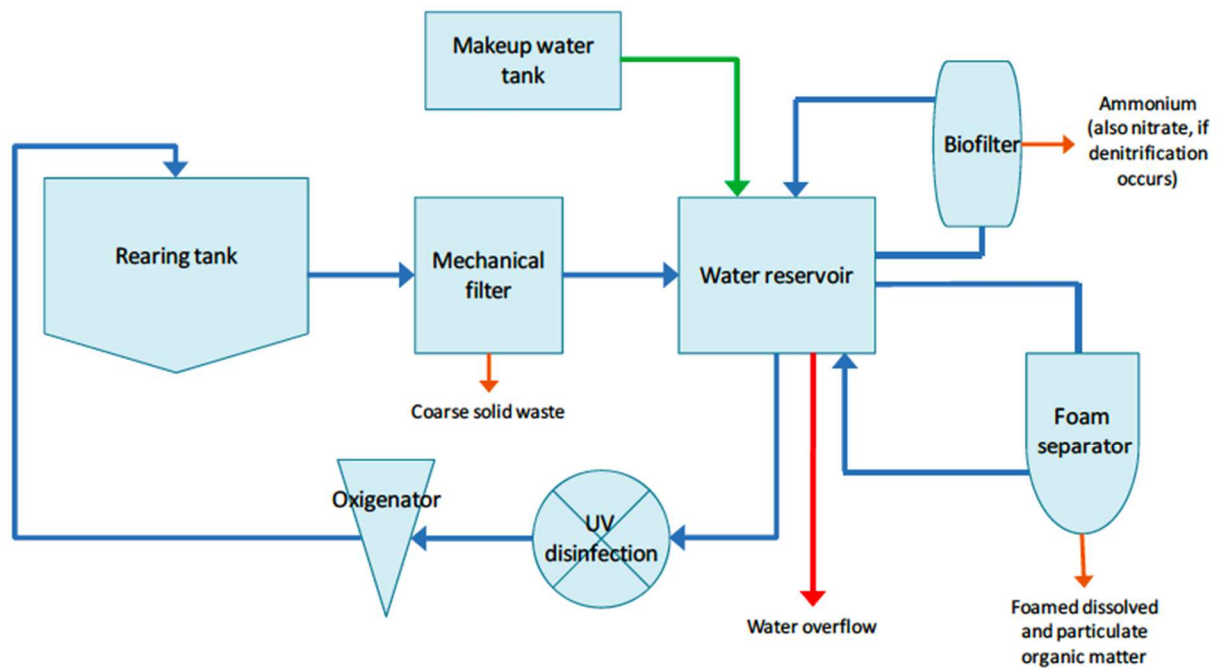 Makeup water
tank
Biofilter
Ammonium
(also nitrate, if
denitrification
occurs)
Rearing tank
Mechanical
filter
Water reservoir
Coarse solid waste
Foam
separator
Oxigenator
UV
disinfection
Water overflow
Foamed dissolved
and particulate
organic matter